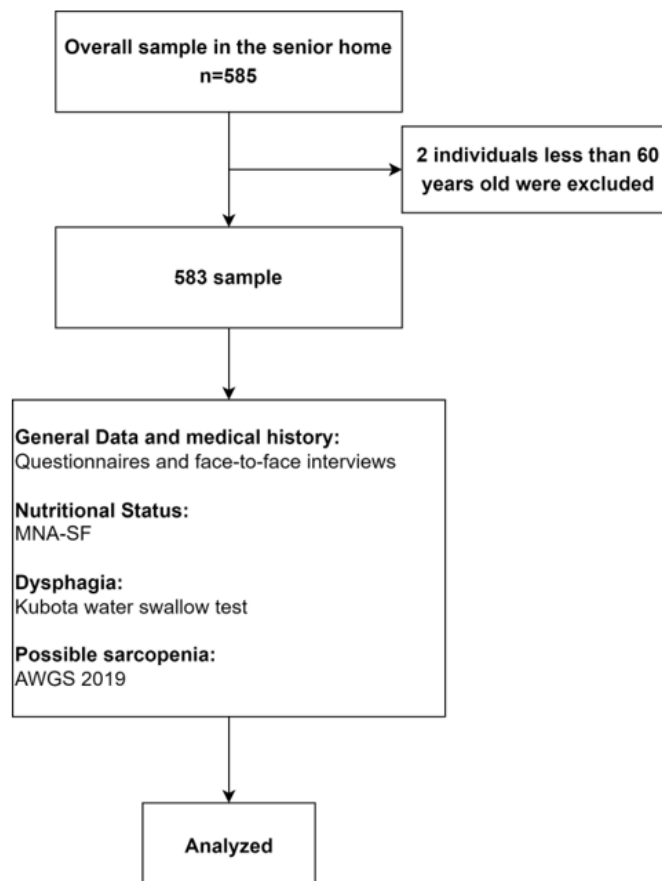 Overall sample in the senior home
n=585
2 individuals less than 60
years old were excluded
583 sample
General Data and medical history:
Questionnaires and face-to-face interviews
Nutritional Status:
MNA-SF
Dysphagia:
Kubota water swallow test
Possible sarcopenia:
AWGS 2019
Analyzed